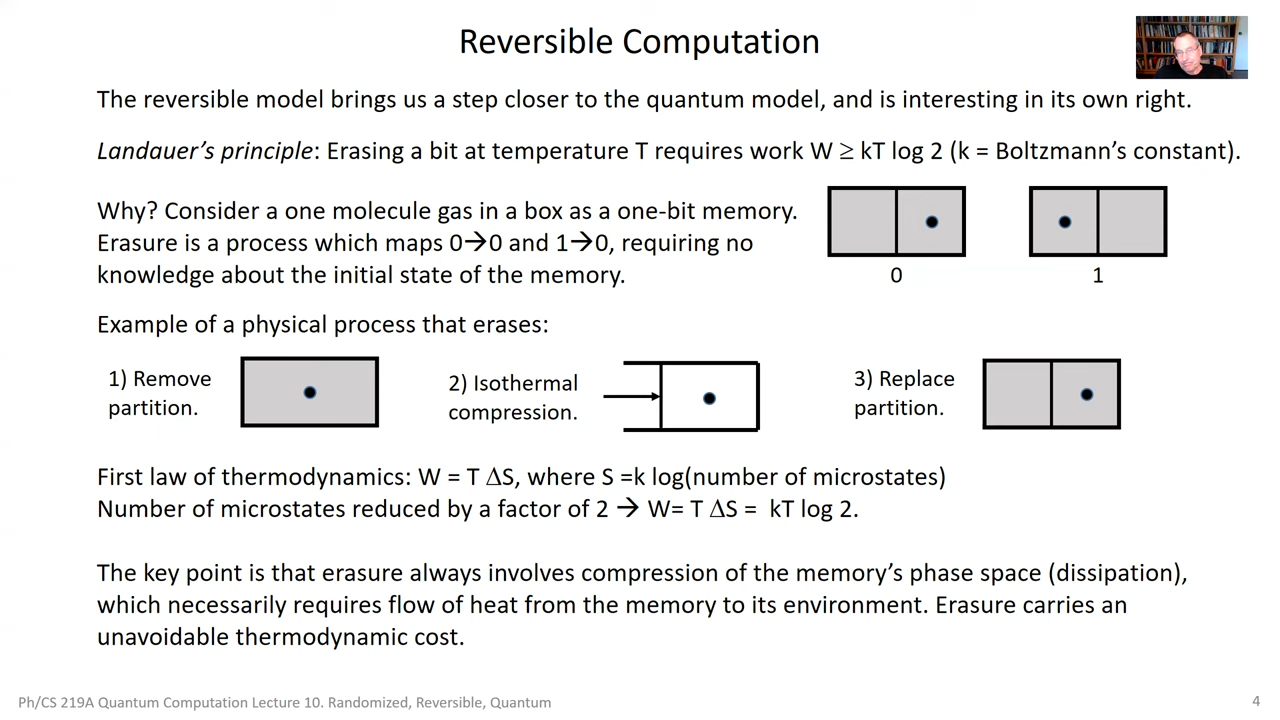 Reversible Computation
The reversible model brings us a step closer to the quantum model, and is interesting in its own right.
Landauer's principle: Erasing a bit at temperature T requires work W ≥ kT log 2 (k = Boltzmann's constant).
Why? Consider a one molecule gas in a box as a one-bit memory.
Erasure is a process which maps 0→0 and 1→0, requiring no
knowledge about the initial state of the memory.
0
1
Example of a physical process that erases:
1) Remove
partition.
2) Isothermal
compression.
3) Replace
partition.
First law of thermodynamics: W = T ΔS, where S =k log(number of microstates)
Number of microstates reduced by a factor of 2 → W= T ΔS = kT log 2.
The key point is that erasure always involves compression of the memory's phase space (dissipation),
which necessarily requires flow of heat from the memory to its environment. Erasure carries an
unavoidable thermodynamic cost.
Ph/CS 219A Quantum Computation Lecture 10. Randomized, Reversible, Quantum
4